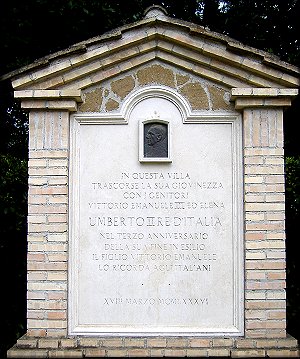 IN QUESTA VILLA
TRASCORSE LA SUA GIOVINEZZA
CON I GENITORI
VITTORIO EMANUELE III ED ELENA
UMBERTO II RE D'ITALIA
NEL TERZO ANNIVERSARIO
DELLA SUA FINE IN ESILIO
IL FIGLIO VITTORIO EMANUELE
LO RICORDA AGLI ITALIANI
XVIII MARZO MCMLXXXVI